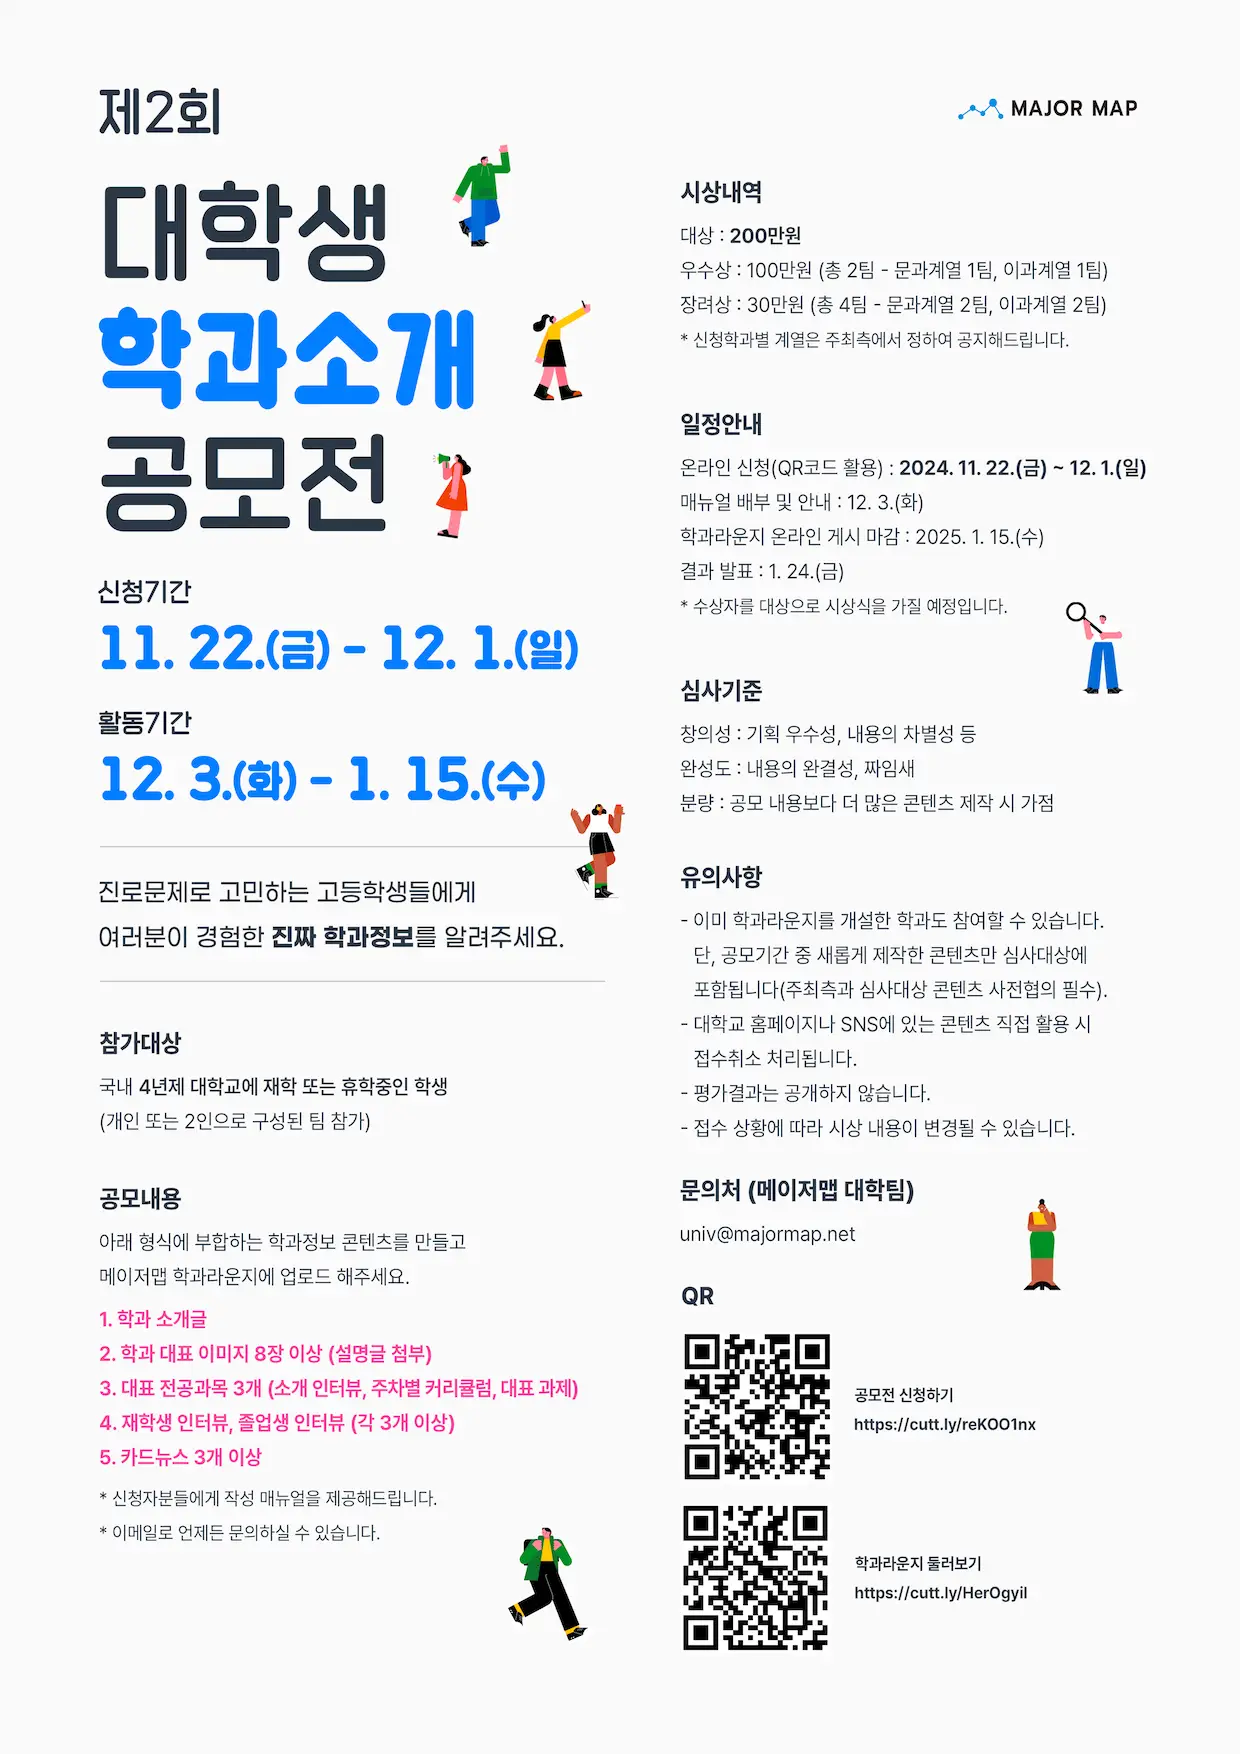 제2회
대학생
학과소개
공모전
신청기간
11. 22.(금) - 12. 1.(일)
활동기간
12. 3.(화) - 1. 15.(수)
진로문제로 고민하는 고등학생들에게
여러분이 경험한 진짜 학과정보를 알려주세요.
참가대상
국내 4년제 대학교에 재학 또는 휴학중인 학생
(개인 또는 2인으로 구성된 팀 참가)
공모내용
아래 형식에 부합하는 학과정보 콘텐츠를 만들고
메이저맵 학과라운지에 업로드 해주세요.
1. 학과 소개글
2. 학과 대표 이미지 8장 이상 (설명글 첨부)
3. 대표 전공과목 3개 (소개 인터뷰, 주차별 커리큘럼, 대표 과제)
4. 재학생 인터뷰, 졸업생 인터뷰 (각 3개 이상)
5. 카드뉴스 3개 이상
* 신청자분들에게 작성 매뉴얼을 제공해드립니다.
* 이메일로 언제든 문의하실 수 있습니다.
MAJOR MAP
시상내역
대상 : 200만원
우수상 : 100만원 (총 2팀 - 문과계열 1팀, 이과계열 1팀)
장려상 : 30만원 (총 4팀 - 문과계열 2팀, 이과계열 2팀)
* 신청학과별 계열은 주최측에서 정하여 공지해드립니다.
일정안내
온라인 신청(QR코드 활용) : 2024. 11. 22.(금) ~ 12. 1.(일)
매뉴얼 배부 및 안내 : 12. 3.(화)
학과라운지 온라인 게시 마감 : 2025. 1. 15.(수)
결과 발표 : 1. 24.(금)
* 수상자를 대상으로 시상식을 가질 예정입니다.
심사기준
창의성 : 기획 우수성, 내용의 차별성 등
완성도 : 내용의 완결성, 짜임새
분량 : 공모 내용보다 더 많은 콘텐츠 제작 시 가점
유의사항
- 이미 학과라운지를 개설한 학과도 참여할 수 있습니다.
단, 공모기간 중 새롭게 제작한 콘텐츠만 심사대상에
포함됩니다(주최측과 심사대상 콘텐츠 사전협의 필수).
- 대학교 홈페이지나 SNS에 있는 콘텐츠 직접 활용 시
접수취소 처리됩니다.
- 평가결과는 공개하지 않습니다.
- 접수 상황에 따라 시상 내용이 변경될 수 있습니다.
문의처 (메이저맵 대학팀)
univ@majormap.net
QR
공모전 신청하기
https://cutt.ly/reKOO1nx
학과라운지 둘러보기
https://cutt.ly/HerOgyil